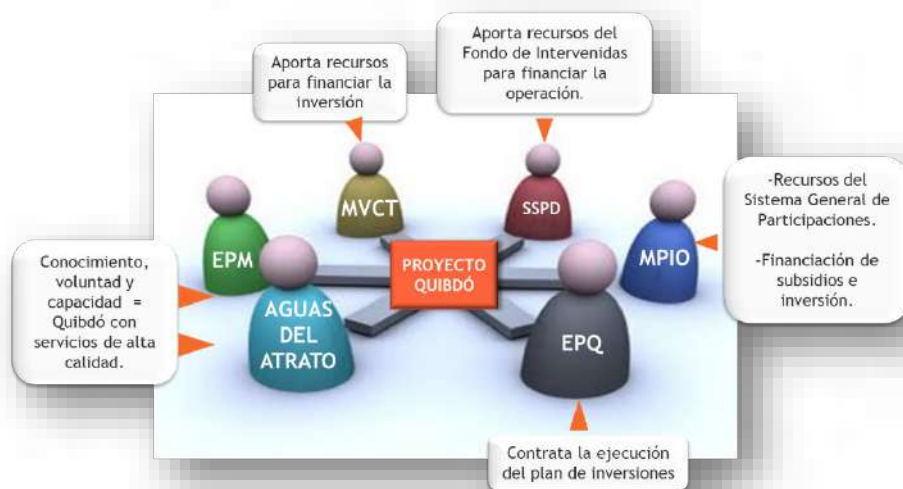 Aporta recursos
para financiar la
inversión
Aporta recursos del
Fondo de Intervenidas
para financiar la
operación.
MVCT
SSPD
-Recursos del
Sistema General de
Participaciones.
-Financiación de
subsidios e
inversión.
EPM
PROYECTO
QUIBDÓ
MPIO
Conocimiento,
voluntad y
capacidad =
Quibdó con
servicios de alta
calidad.
AGUAS
DEL
ATRATO
EPQ
Contrata la ejecución
del plan de inversiones